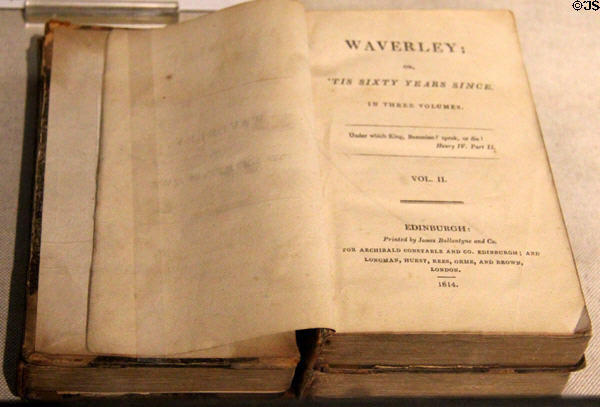 ©JS
WAVERLEY;
OR,
'TIS SIXTY YEARS SINCE.
IN THREE VOLUMES.
Under which King, Bezonian? speak, or die!
Henry IV. Part II.
VOL. II.
EDINBURGH:
Printed by James Ballantyne and Co.
FOR ARCHIBALD CONSTABLE AND CO. EDINBURGH; AND
LONGMAN, HURST, REES, ORME, AND BROWN,
LONDON.
1814.